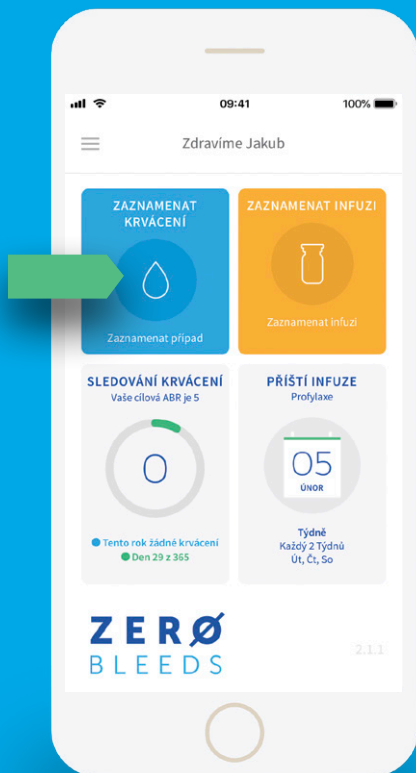 09:41
100%
Zdravíme Jakub
ZAZNAMENAT
KRVÁCENÍ
Zaznamenat případ
ZAZNAMENAT INFUZI
Zaznamenat infuzi
SLEDOVÁNÍ KRVÁCENÍ
Vaše cílová ABR je 5
0
Tento rok žádné krvácení
Den 29 z 365
PŘÍŠTÍ INFUZE
Profylaxe
05
ÚNOR
Týdně
Každý 2 Týdnů
Út, Čt, So
ZERØ
BLEEDS
2.1.1